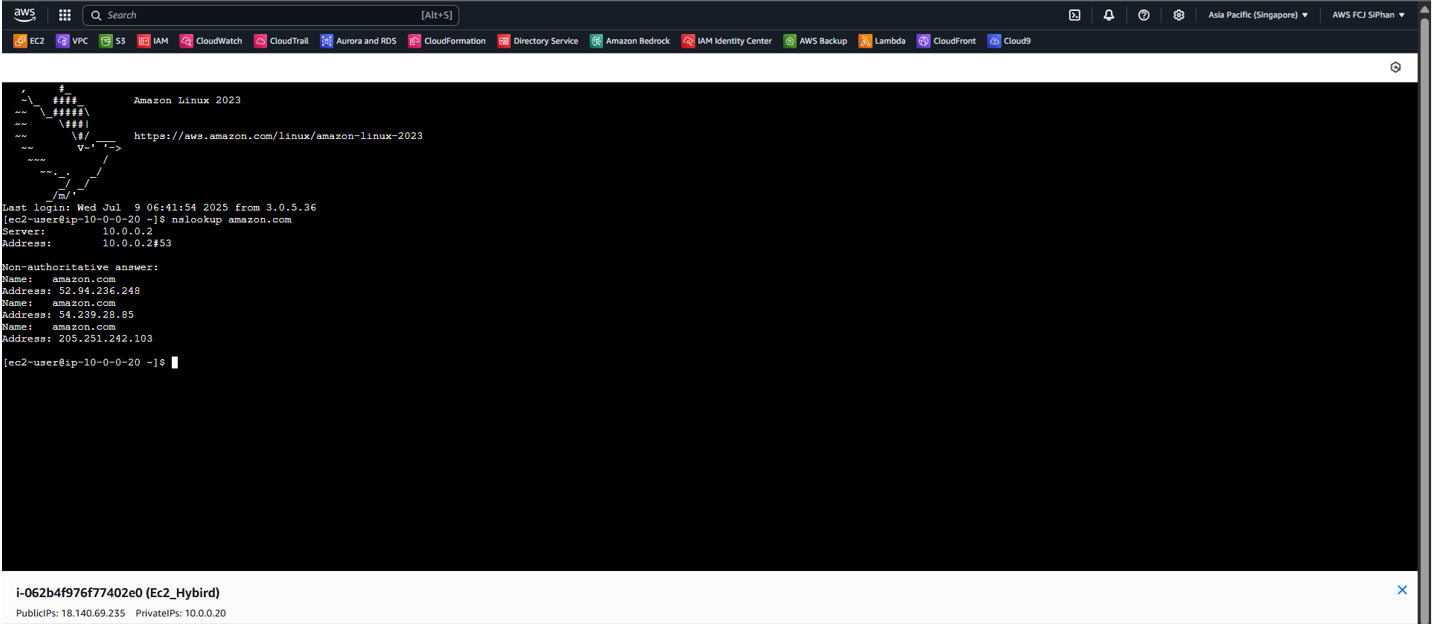 aws Search [Alt+S] Asia Pacific (Singapore) ▼ AWS FCJ SiPhan ▼
EC2 VPC S3 IAM CloudWatch CloudTrail Aurora and RDS CloudFormation Directory Service Amazon Bedrock IAM Identity Center AWS Backup Lambda CloudFront Cloud9
   ,     #_
   ~\_  ####_        Amazon Linux 2023
  ~~  \_#####\
  ~~     \###|
  ~~       \#/ ___   https://aws.amazon.com/linux/amazon-linux-2023
   ~~       V~' '->
    ~~~         /
      ~~._.   _/
         _/ _/
       _/m/'
Last login: Wed Jul  9 06:41:54 2025 from 3.0.5.36
[ec2-user@ip-10-0-0-20 ~]$ nslookup amazon.com
Server:         10.0.0.2
Address:        10.0.0.2#53
Non-authoritative answer:
Name:   amazon.com
Address: 52.94.236.248
Name:   amazon.com
Address: 54.239.28.85
Name:   amazon.com
Address: 205.251.242.103
[ec2-user@ip-10-0-0-20 ~]$
i-062b4f976f77402e0 (Ec2_Hybird)
PublicIPs: 18.140.69.235 PrivateIPs: 10.0.0.20